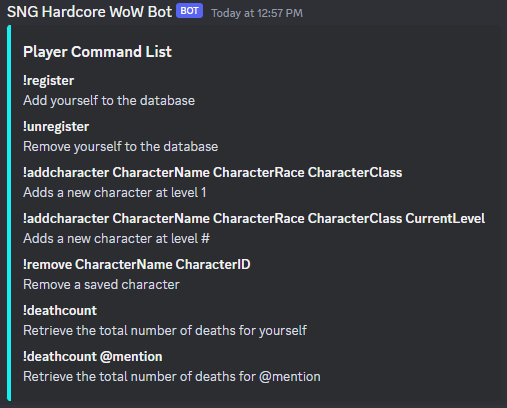 SNG Hardcore WoW Bot BOT Today at 12:57 PM
Player Command List
!register
Add yourself to the database
!unregister
Remove yourself to the database
!addcharacter CharacterName CharacterRace CharacterClass
Adds a new character at level 1
!addcharacter CharacterName CharacterRace CharacterClass CurrentLevel
Adds a new character at level #
!remove CharacterName CharacterID
Remove a saved character
!deathcount
Retrieve the total number of deaths for yourself
!deathcount @mention
Retrieve the total number of deaths for @mention